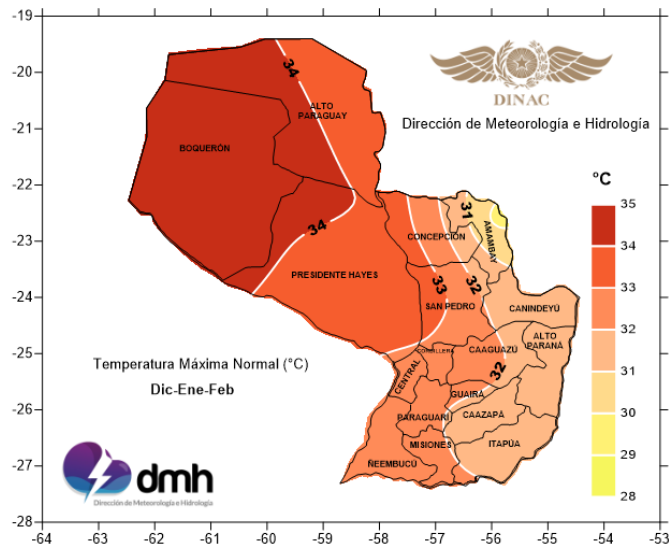 -19
-20
-21
-22
-23
-24
-25
-26
-27
-28
-64
-63
-62
-61
-60
-59
-58
-57
-56
-55
-54
-53
DINAC
Dirección de Meteorología e Hidrología
°C
35
34
33
32
31
30
29
28
34
ALTO
PARAGUAY
BOQUERÓN
34
PRESIDENTE HAYES
31
AMAMBAY
CONCEPCIÓN
33
32
SAN PEDRO
CANINDEYÚ
ALTO
PARANÁ
CORDILLERA
CAAGUAZÚ
CENTRAL
32
GUAIRÁ
PARAGUARÍ
CAAZAPÁ
MISIONES
ITAPÚA
ÑEEMBUCÚ
Temperatura Máxima Normal (°C)
Dic-Ene-Feb
dmh
Dirección de Meteorología e Hidrología